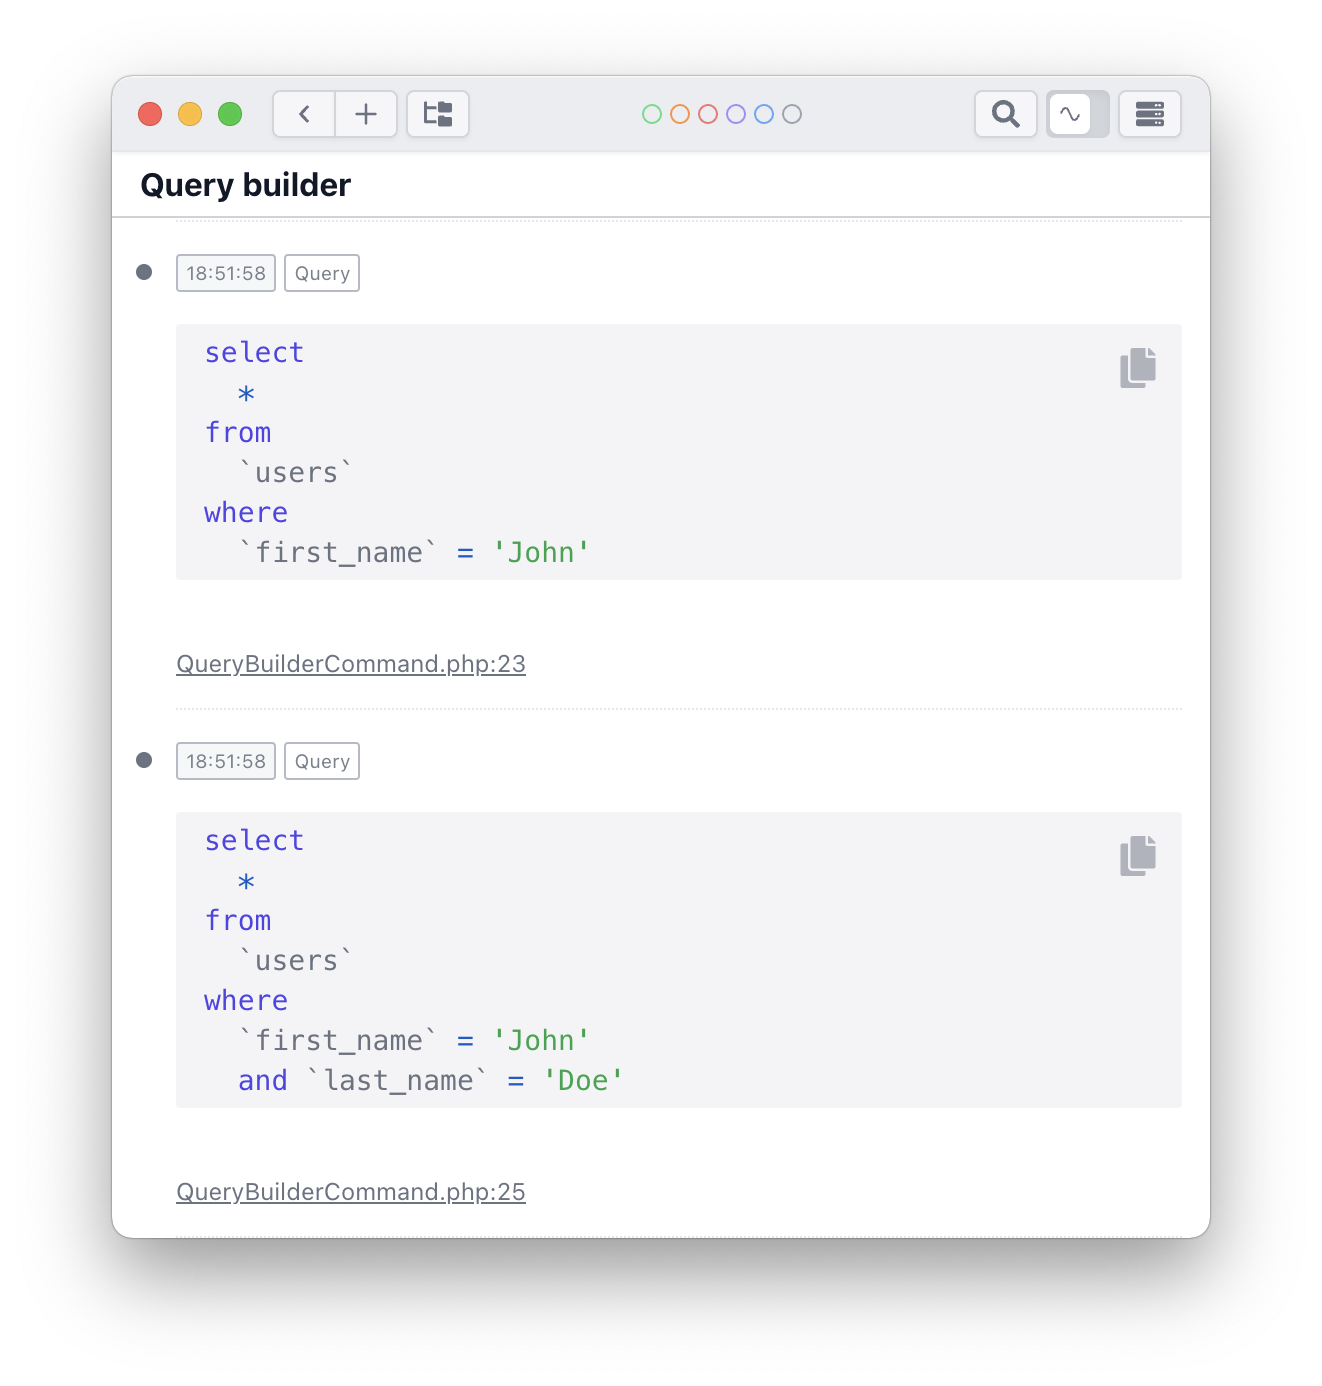 Query builder
18:51:58 Query
select
  *
from
  `users`
where
  `first_name` = 'John'
QueryBuilderCommand.php:23
18:51:58 Query
select
  *
from
  `users`
where
  `first_name` = 'John'
  and `last_name` = 'Doe'
QueryBuilderCommand.php:25